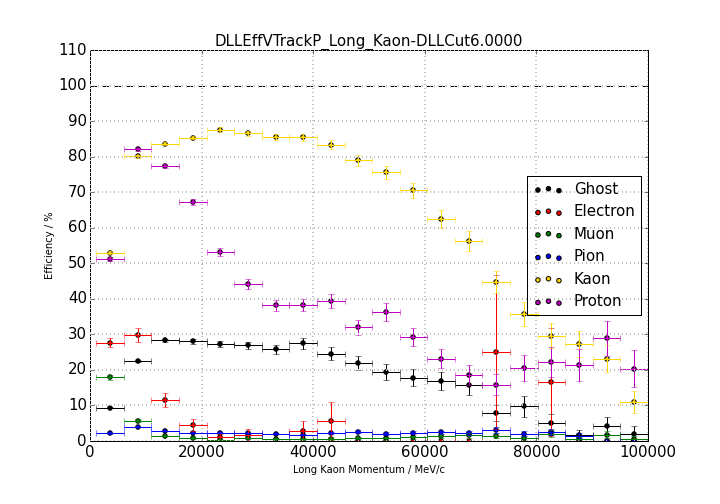 DLLEffVTrackP_Long_Kaon-DLLCut6.0000
110
100
90
80
70
60
50
40
30
20
10
0
Efficiency / %
Ghost
Electron
Muon
Pion
Kaon
Proton
0 20000 40000 60000 80000 100000
Long Kaon Momentum / MeV/c